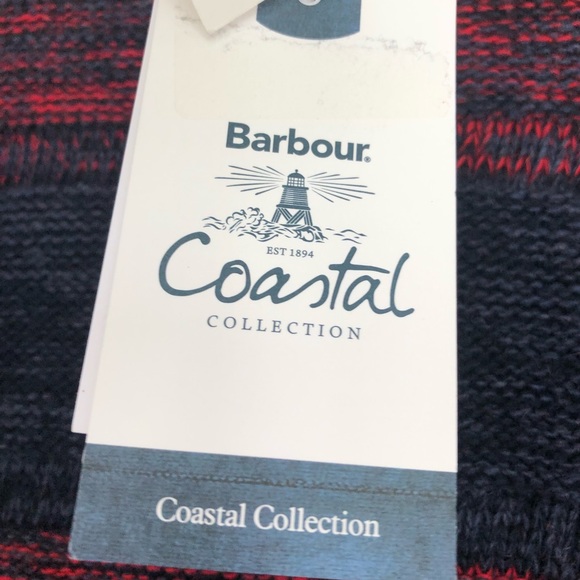 Barbour®
EST 1894
Coastal
COLLECTION
Coastal Collection